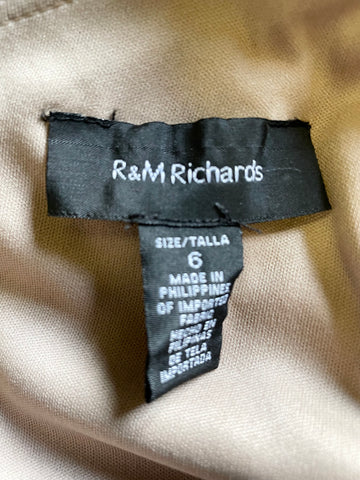 R&M Richards
SIZE/TALLA
6
MADE IN
PHILIPPINES
OF IMPORTED
FABRIC
HECHO EN
FILIPINAS
DE TELA
IMPORTADA